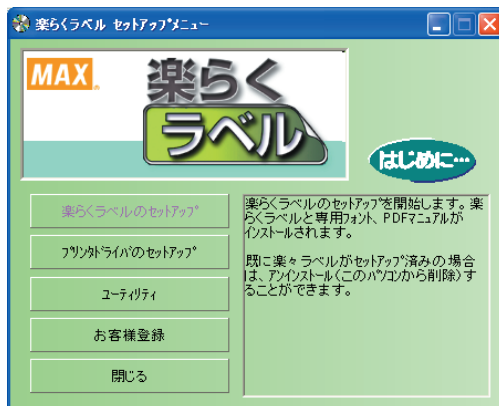 楽らくラベル セットアップメニュー
MAX
楽らく
ラベル
はじめに…
楽らくラベルのセットアップ
プリンタドライバのセットアップ
ユーティリティ
お客様登録
閉じる
楽らくラベルのセットアップを開始します。楽
らくラベルと専用フォント、PDFマニュアルが
インストールされます。
既に楽々ラベルがセットアップ済みの場合
は、アンインストール(このパソコンから削除)す
ることができます。